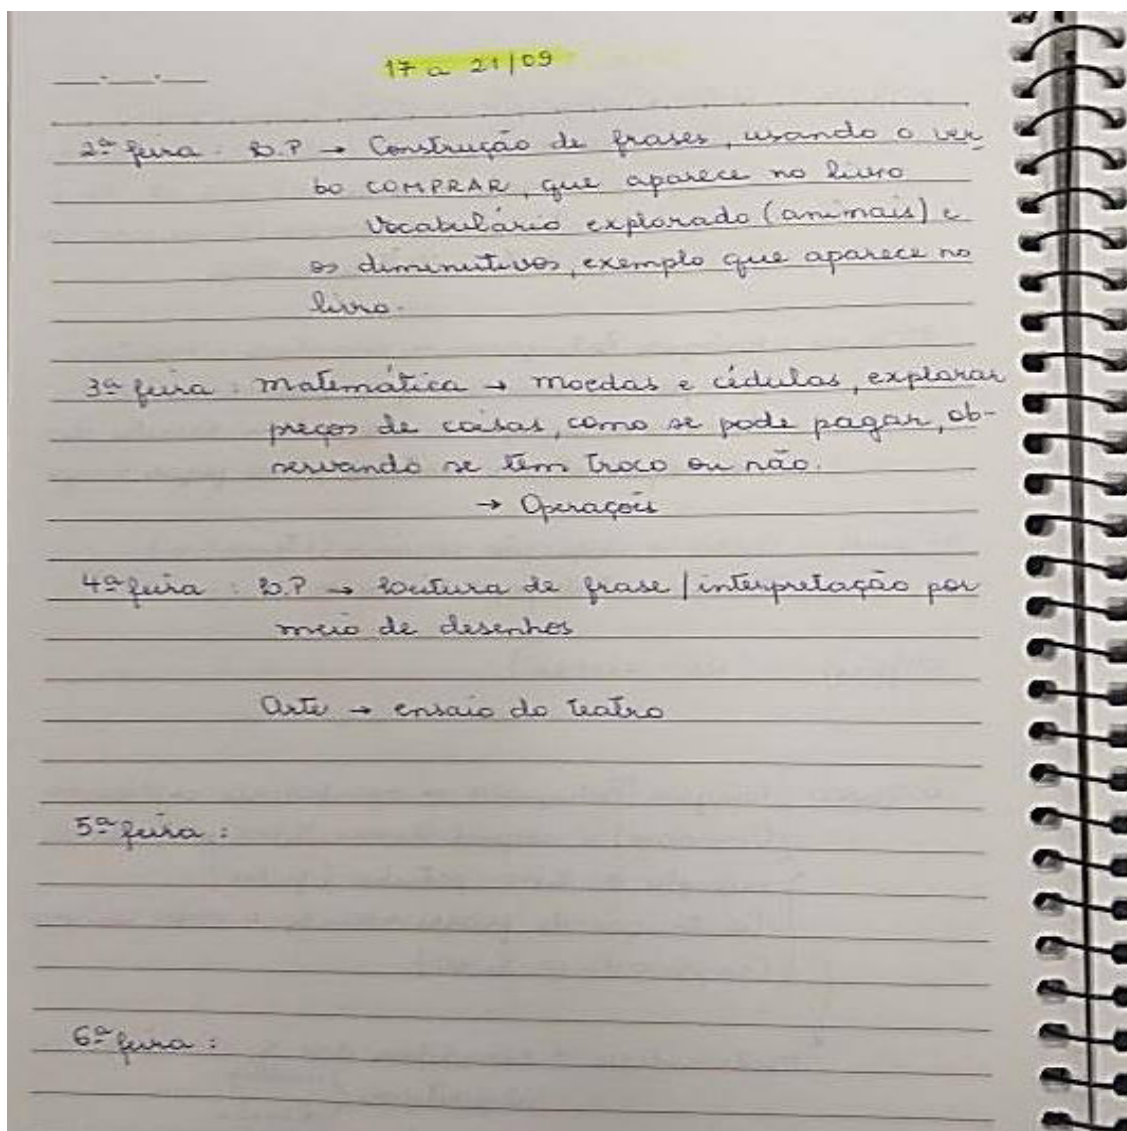 17 a 21/09
2ª feira. L.P → Construção de frases, usando o ver-
bo COMPRAR, que aparece no livro
Vocabulário explorado (animais) e
os diminutivos, exemplo que aparece no
livro.
3ª feira: Matemática → moedas e cédulas, explorar
preços de coisas, como se pode pagar, ob-
servando se tem troco ou não.
→ Operações
4ª feira: L.P → Leitura de frase / interpretação por
meio de desenhos
Arte → ensaio do teatro
5ª feira:
6ª feira: